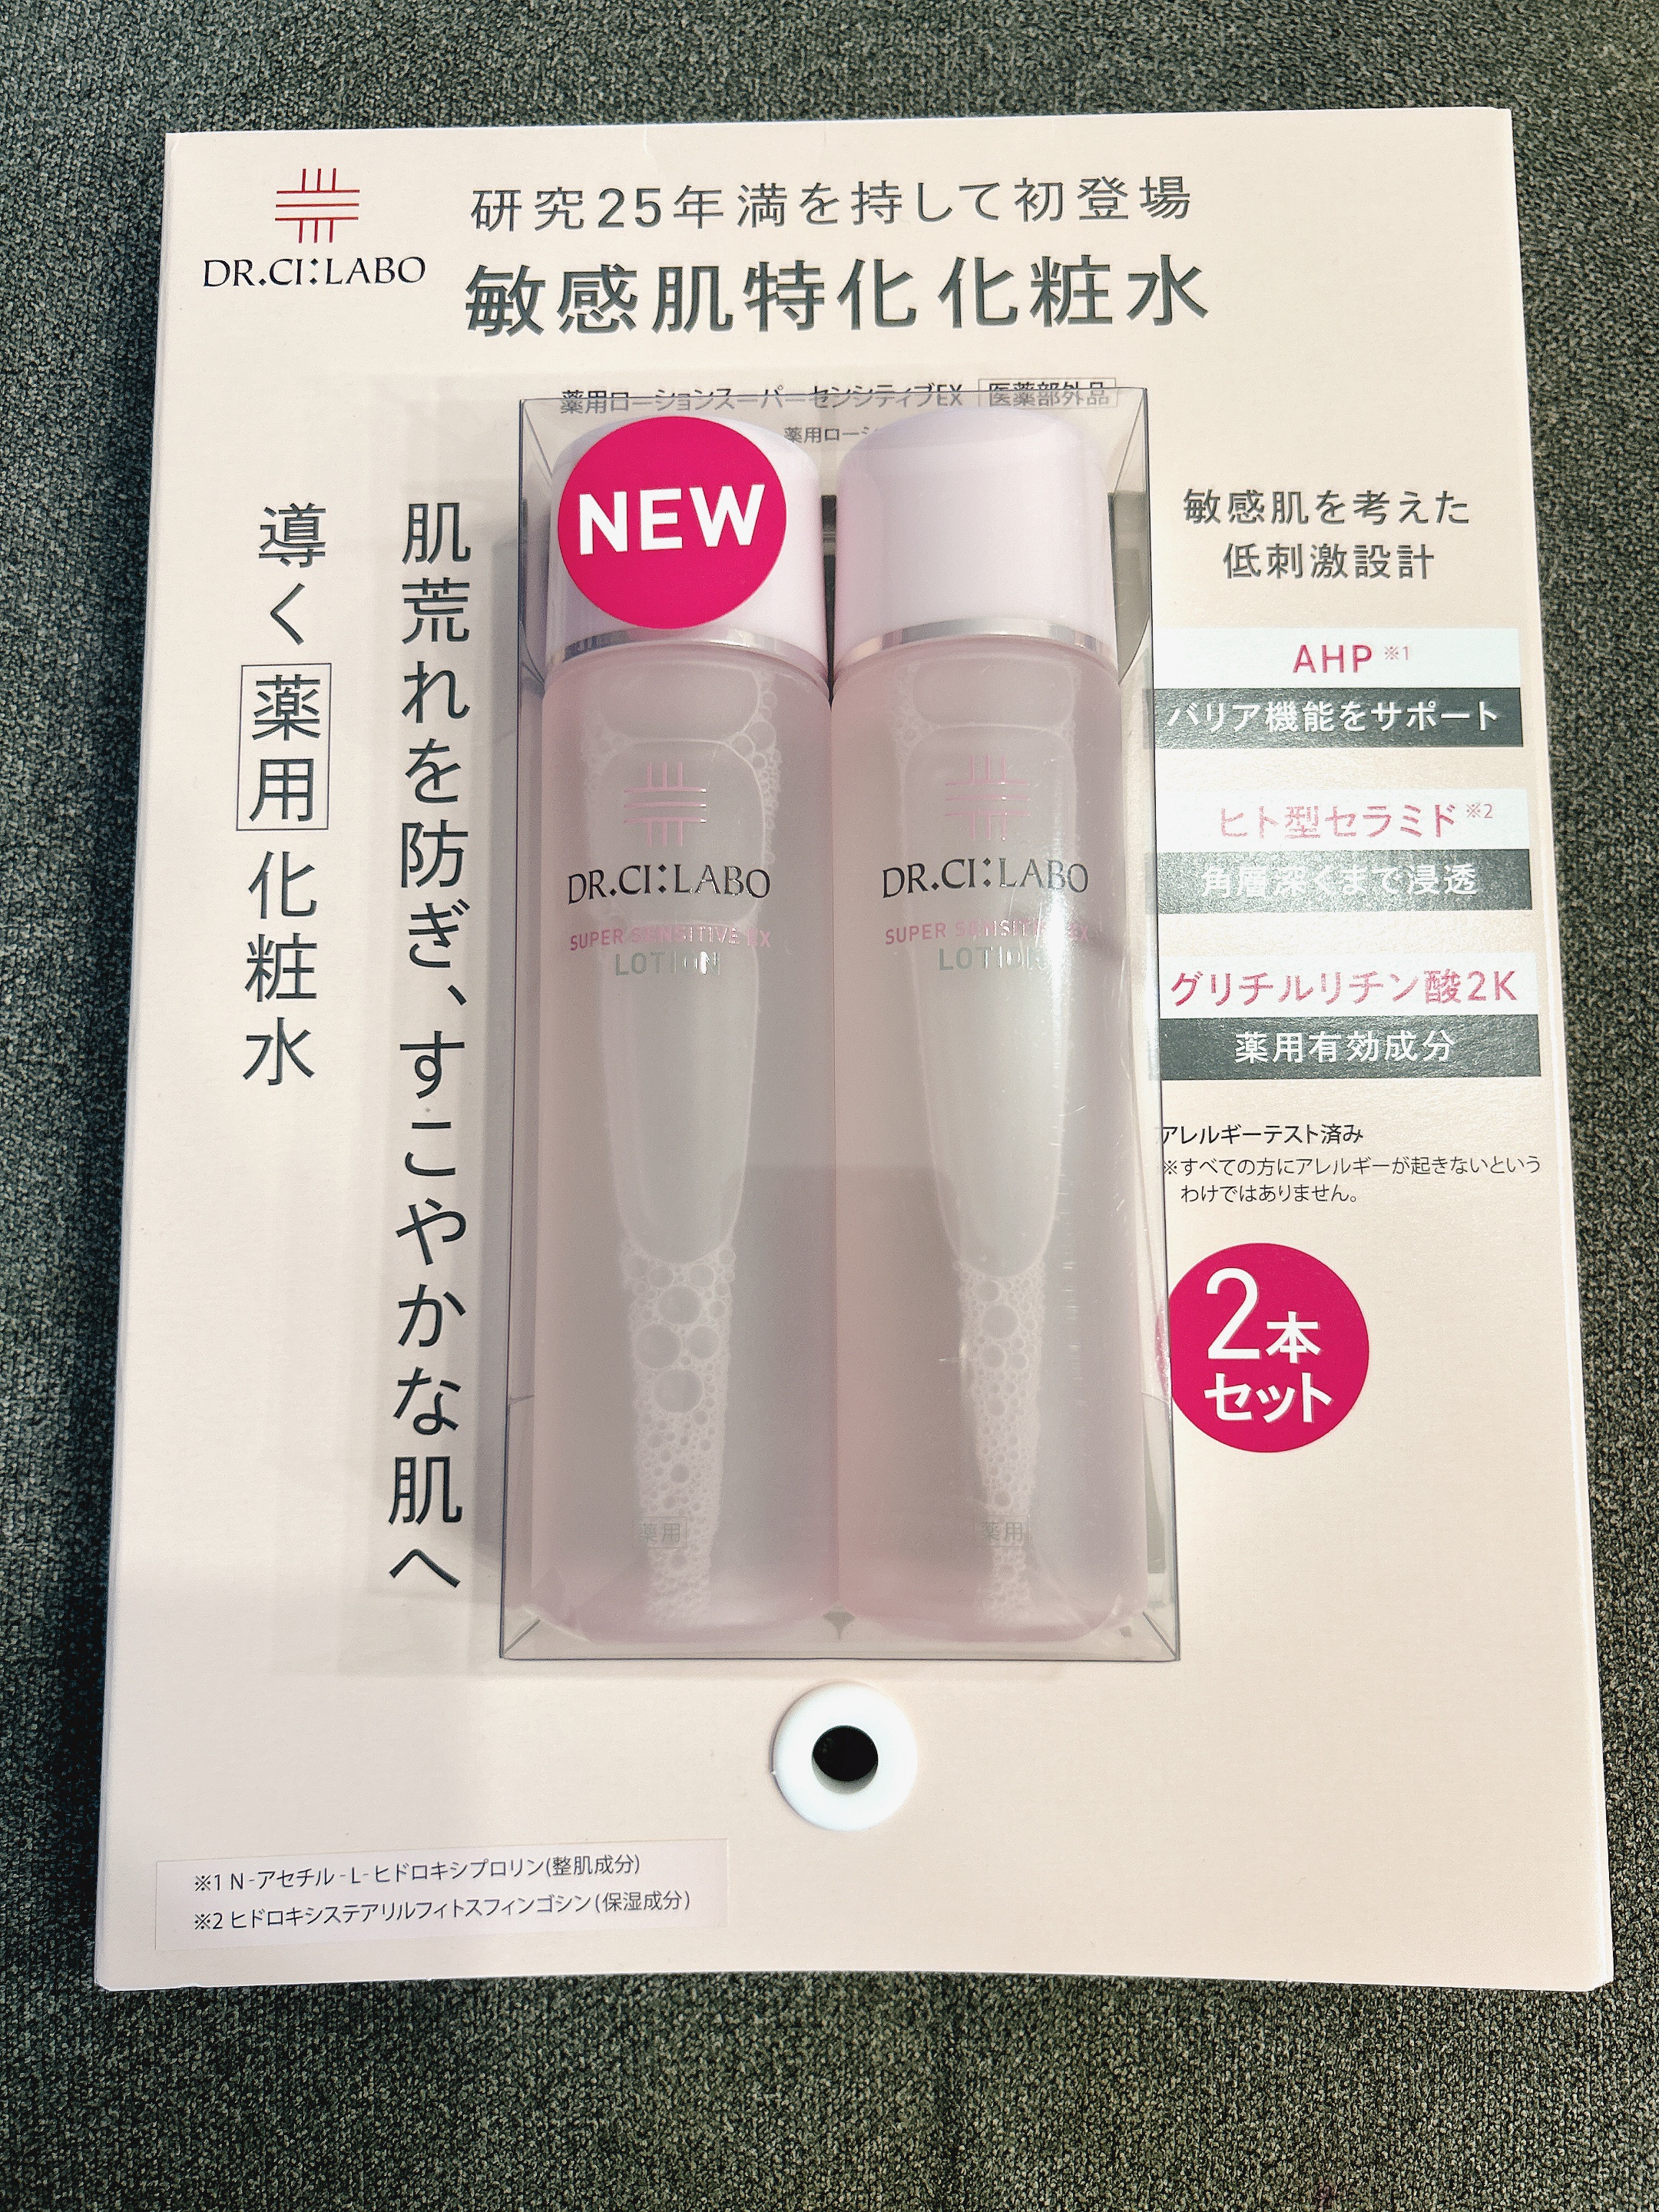 DR.CI:LABO
研究25年満を持して初登場
敏感肌特化 化粧水
薬用ローションスーパーセンシティブEX 医薬部外品
薬用ローシ
NEW
肌荒れを防ぎ、すこやかな肌へ
導く薬用化粧水
DR.CI:LABO
SUPER SENSITIVE EX
LOTION
薬用
DR.CI:LABO
SUPER SENSITIVE EX
LOTION
薬用
敏感肌を考えた
低刺激設計
AHP ※1
バリア機能をサポート
ヒト型セラミド※2
角層深くまで浸透
グリチルリチン酸2K
薬用有効成分
アレルギーテスト済み
※すべての方にアレルギーが起きないという
わけではありません。
2本
セット
※1 N-アセチル-L-ヒドロキシプロリン(整肌成分)
※2 ヒドロキシステアリルフィトスフィンゴシン(保湿成分)